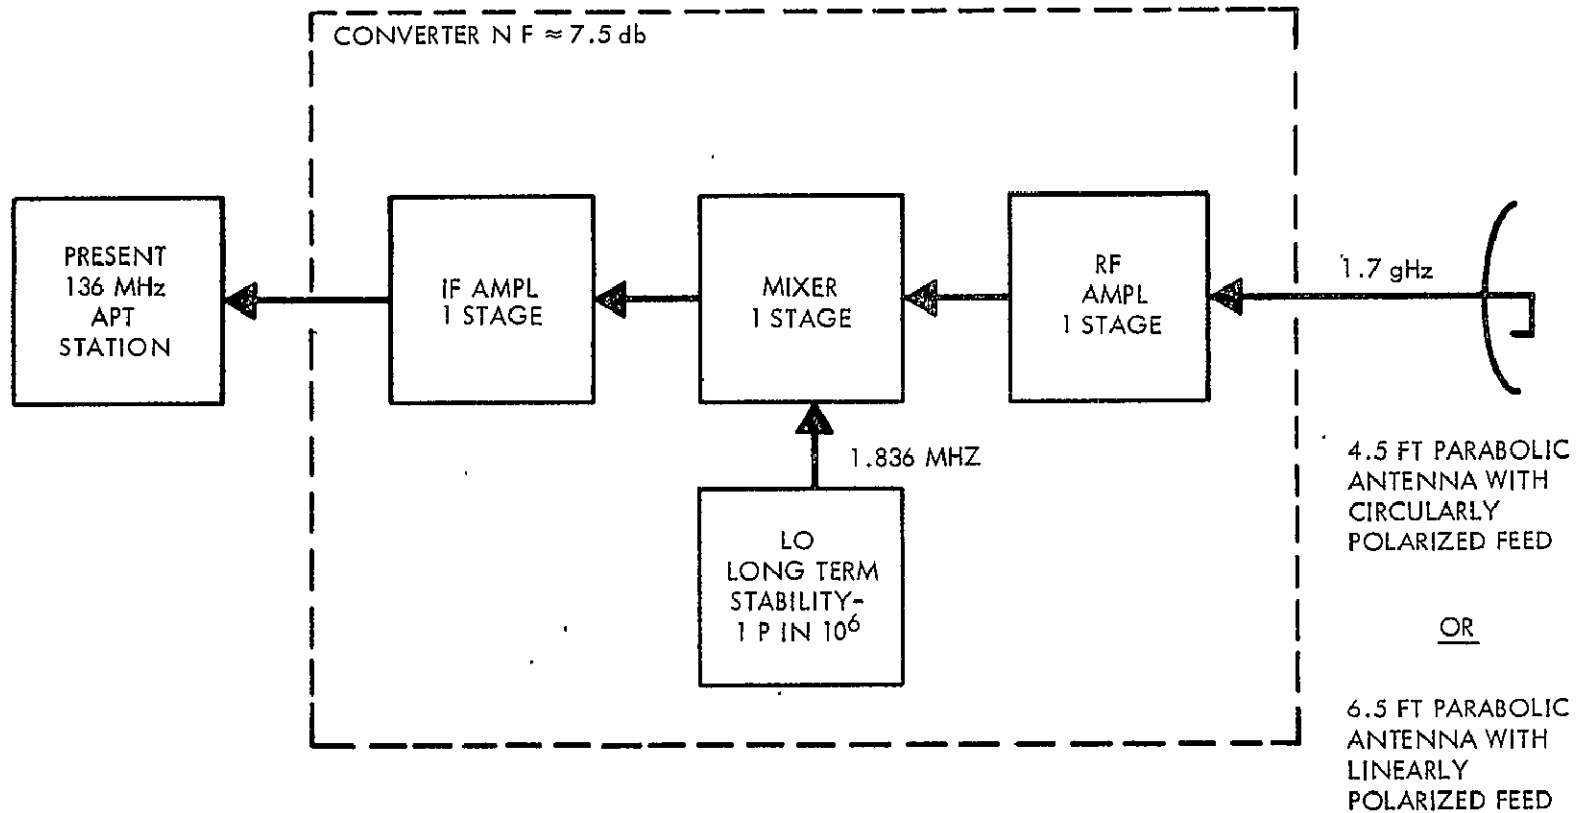 CONVERTER N F ≈ 7.5 db
PRESENT
136 MHz
APT
STATION
IF AMPL
1 STAGE
MIXER
1 STAGE
RF
AMPL
1 STAGE
1.7 gHz
1.836 MHZ
LO
LONG TERM
STABILITY-
1 P IN 10⁶
4.5 FT PARABOLIC
ANTENNA WITH
CIRCULARLY
POLARIZED FEED
OR
6.5 FT PARABOLIC
ANTENNA WITH
LINEARLY
POLARIZED FEED